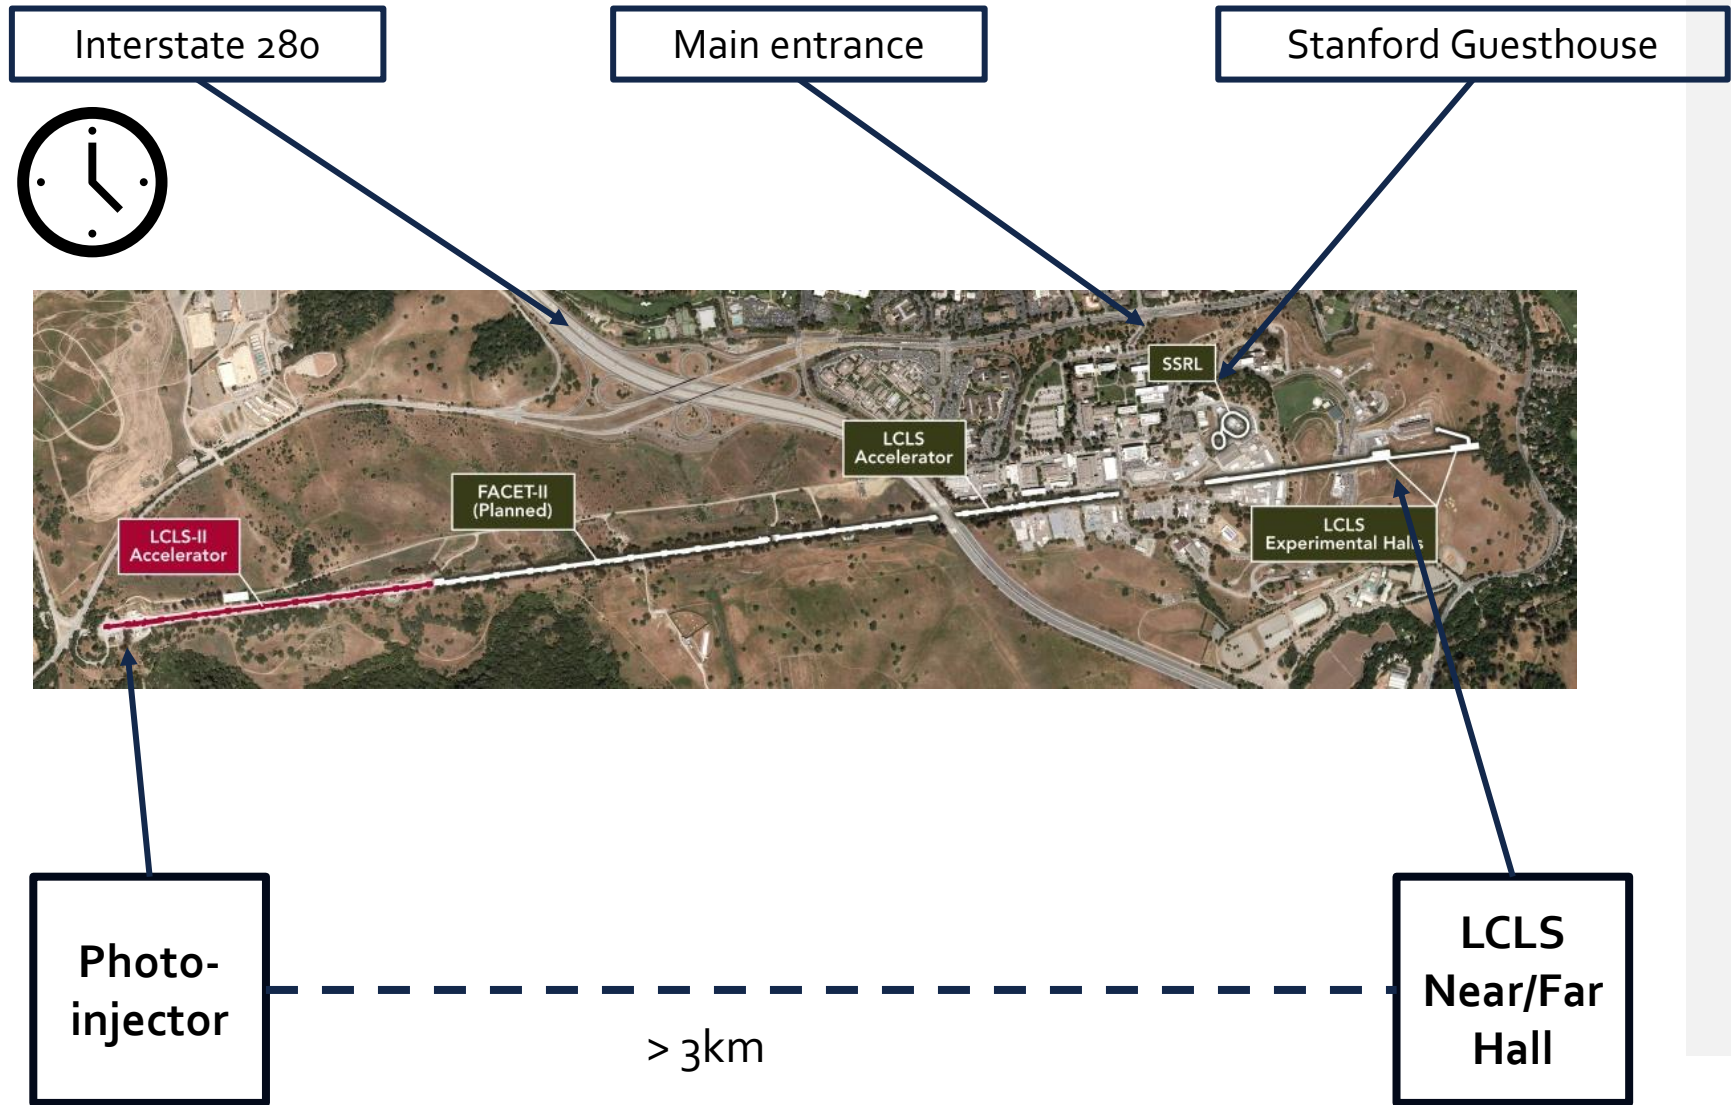 Interstate 280
Main entrance
Stanford Guesthouse
SSRL
LCLS
Accelerator
FACET-II
(Planned)
LCLS-II
Accelerator
LCLS
Experimental Halls
Photo-
injector
> 3km
LCLS
Near/Far
Hall